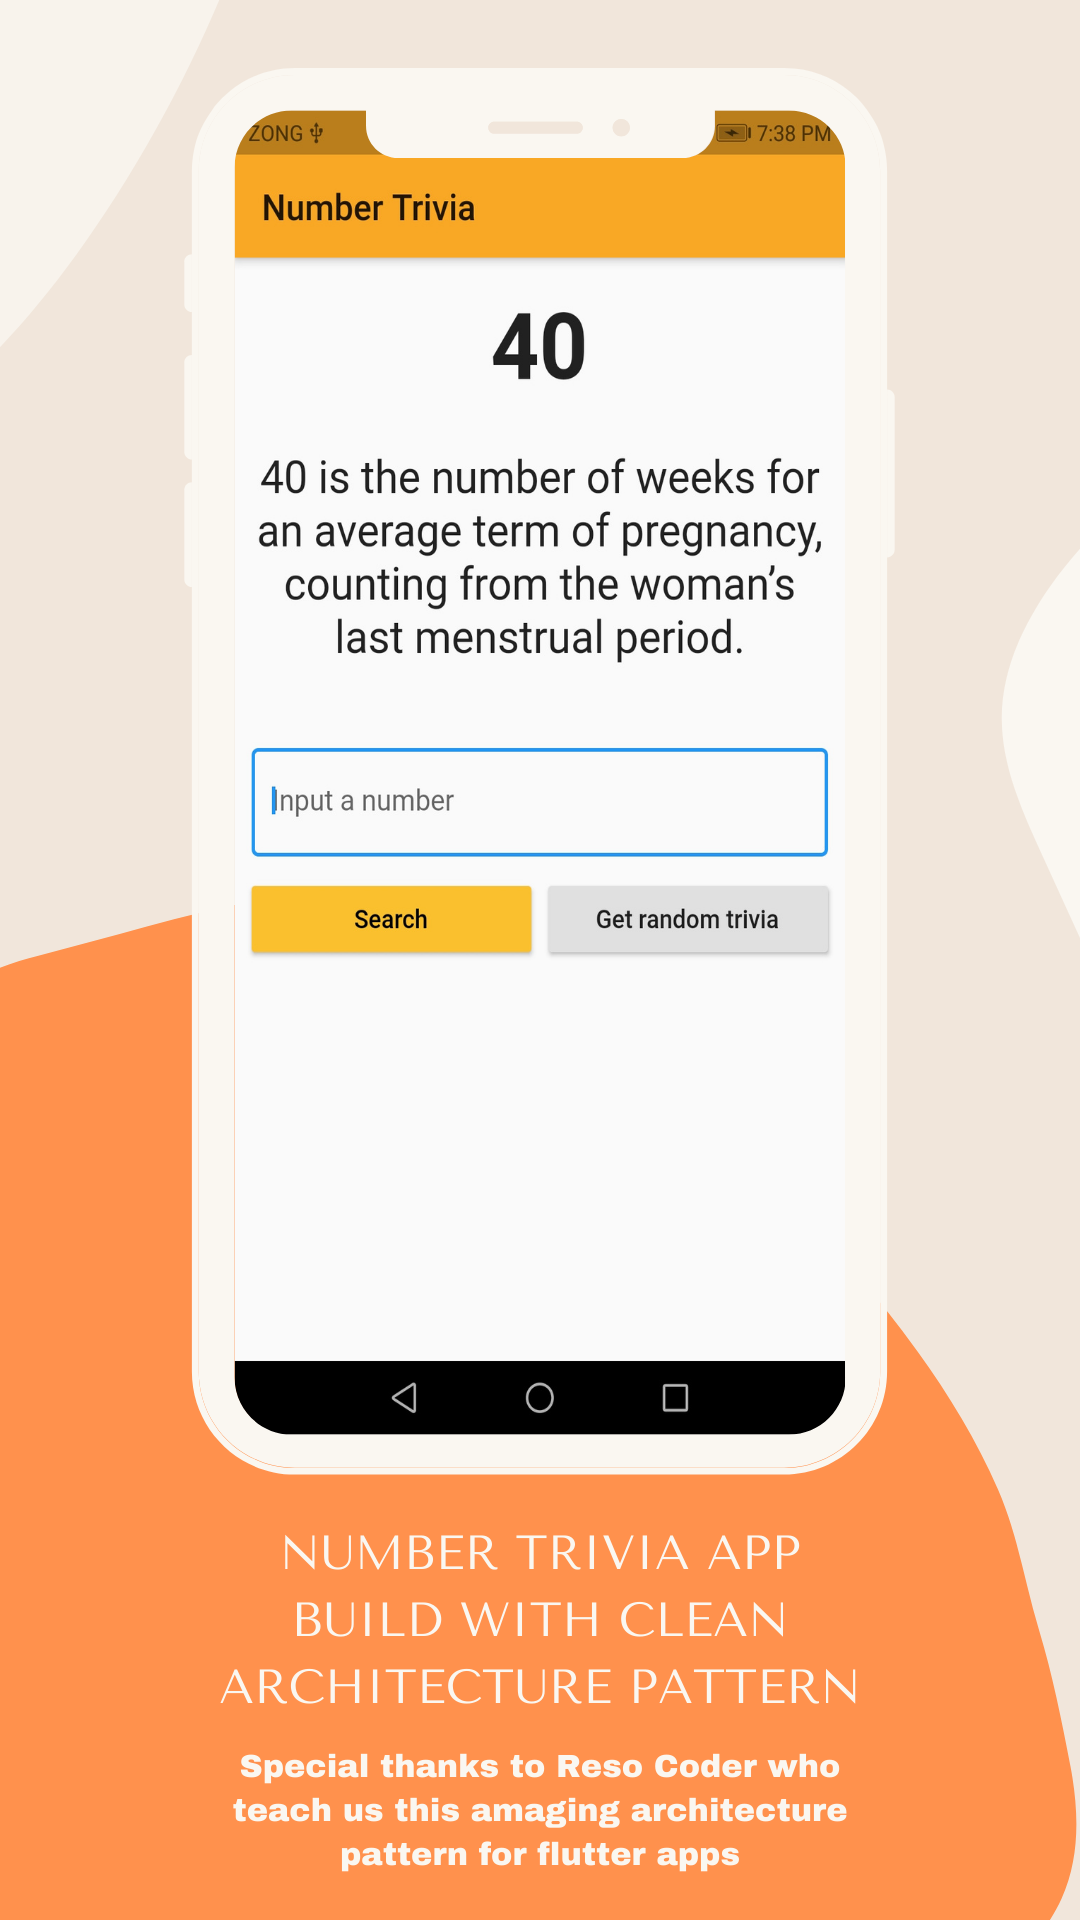 ZONG 7:38 PM
Number Trivia
40
40 is the number of weeks for
an average term of pregnancy,
counting from the woman’s
last menstrual period.
Input a number
Search Get random trivia
NUMBER TRIVIA APP
BUILD WITH CLEAN
ARCHITECTURE PATTERN
Special thanks to Reso Coder who
teach us this amaging architecture
pattern for flutter apps